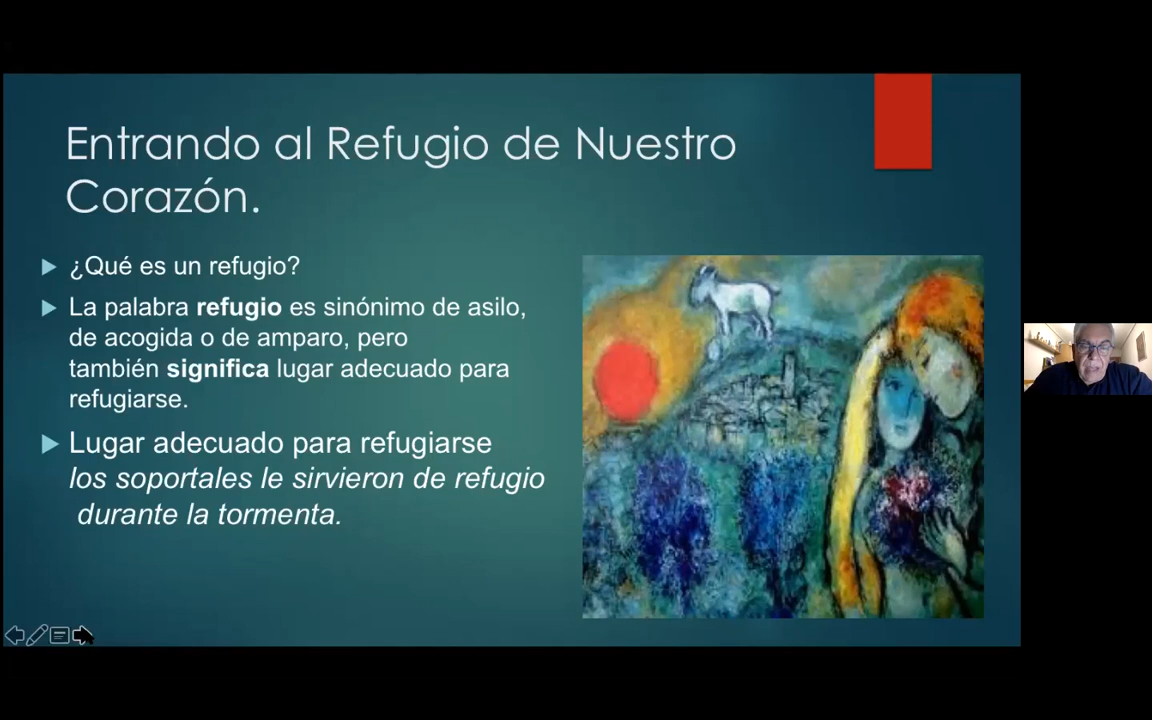 Entrando al Refugio de Nuestro
Corazón.
¿Qué es un refugio?
La palabra refugio es sinónimo de asilo,
de acogida o de amparo, pero
también significa lugar adecuado para
refugiarse.
Lugar adecuado para refugiarse
los soportales le sirvieron de refugio
durante la tormenta.